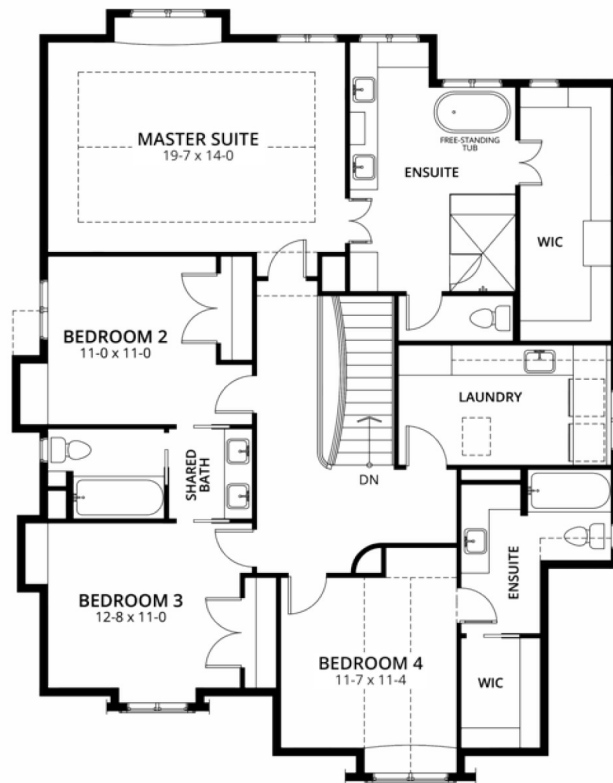 MASTER SUITE
19-7 x 14-0
FREE-STANDING
TUB
ENSUITE
WIC
BEDROOM 2
11-0 x 11-0
LAUNDRY
SHARED
BATH
DN
ENSUITE
BEDROOM 3
12-8 x 11-0
BEDROOM 4
11-7 x 11-4
WIC